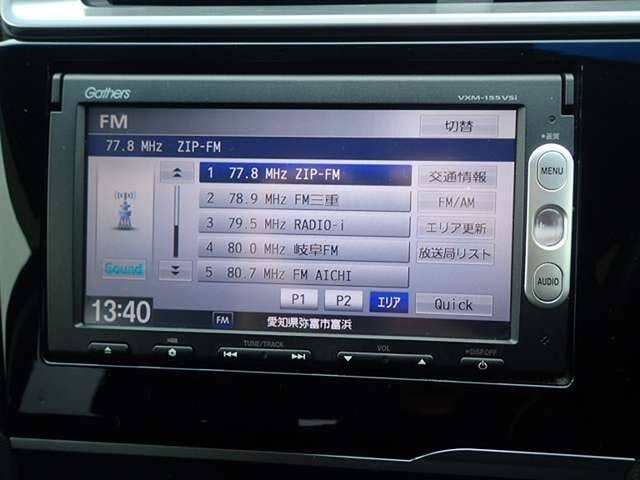 Gathers VXM-155VSi
FM 切替
77.8 MHz ZIP-FM
1 77.8 MHz ZIP-FM 交通情報
2 78.9 MHz FM三重 FM/AM
3 79.5 MHz RADIO-i エリア更新
4 80.0 MHz 岐阜FM 放送局リスト
5 80.7 MHz FM AICHI
Sound
P1 P2 エリア Quick
13:40 FM 愛知県弥富市富浜
画質
MENU
AUDIO
TUNE/TRACK VOL DISP.OFF